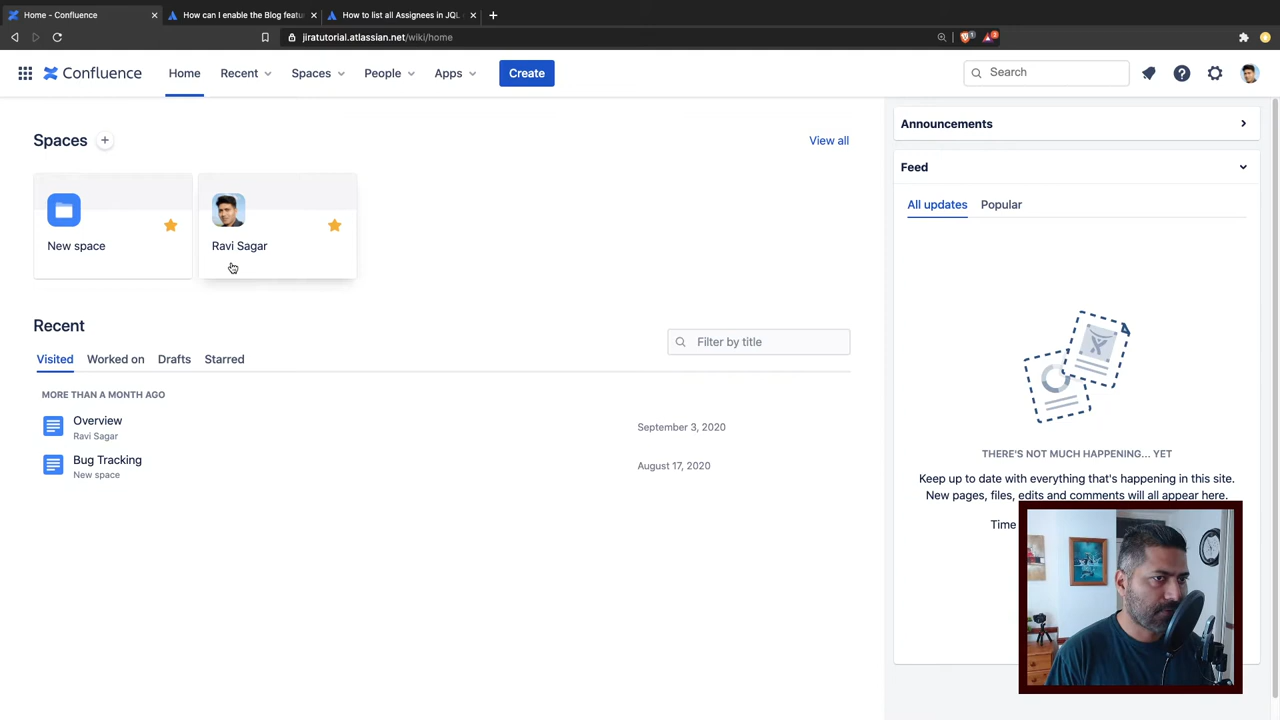 Home - Confluence
How can I enable the Blog featu
How to list all Assignees in JQL
jiratutorial.atlassian.net/wiki/home
Confluence
Home
Recent
Spaces
People
Apps
Create
Search
Spaces
View all
New space
Ravi Sagar
Recent
Filter by title
Visited
Worked on
Drafts
Starred
MORE THAN A MONTH AGO
Overview
Ravi Sagar
September 3, 2020
Bug Tracking
New space
August 17, 2020
Announcements
Feed
All updates
Popular
THERE'S NOT MUCH HAPPENING... YET
Keep up to date with everything that's happening in this site.
New pages, files, edits and comments will all appear here.
Time